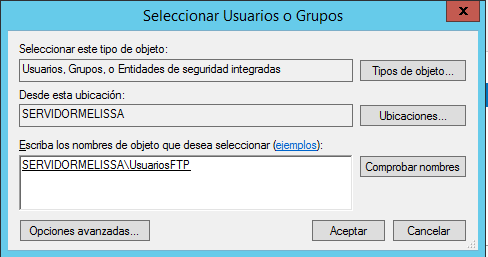 Seleccionar Usuarios o Grupos
x
Seleccionar este tipo de objeto:
Usuarios, Grupos, o Entidades de seguridad integradas
Tipos de objeto...
Desde esta ubicación:
SERVIDORMELISSA
Ubicaciones...
Escriba los nombres de objeto que desea seleccionar (ejemplos):
SERVIDORMELISSA\UsuariosFTP
Comprobar nombres
Opciones avanzadas...
Aceptar
Cancelar